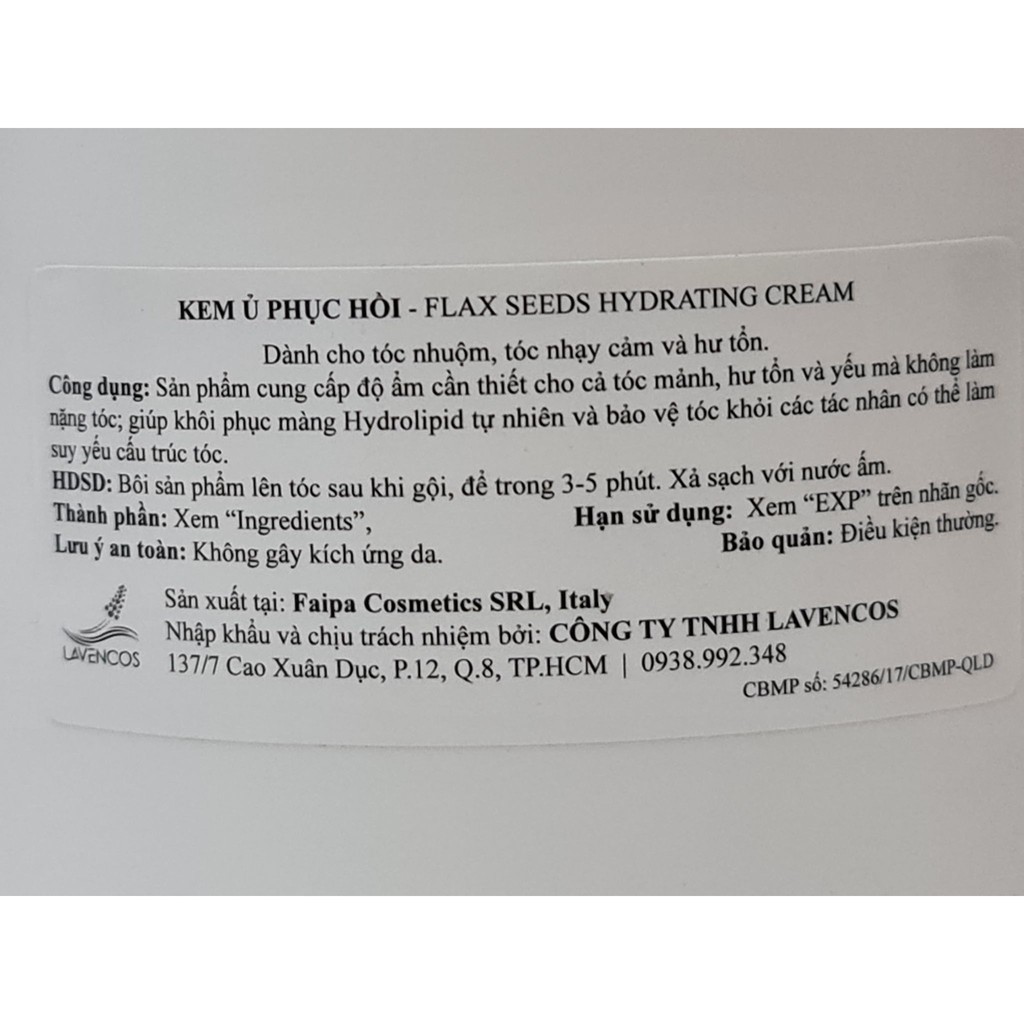 KEM Ủ PHỤC HỒI - FLAX SEEDS HYDRATING CREAM
Dành cho tóc nhuộm, tóc nhạy cảm và hư tổn.
Công dụng: Sản phẩm cung cấp độ ẩm cần thiết cho cả tóc mảnh, hư tổn và yếu mà không làm
nặng tóc; giúp khôi phục màng Hydrolipid tự nhiên và bảo vệ tóc khỏi các tác nhân có thể làm
suy yếu cấu trúc tóc.
HDSD: Bôi sản phẩm lên tóc sau khi gội, để trong 3-5 phút. Xả sạch với nước ấm.
Thành phần: Xem “Ingredients”, Hạn sử dụng: Xem “EXP” trên nhãn gốc.
Lưu ý an toàn: Không gây kích ứng da. Bảo quản: Điều kiện thường.
Sản xuất tại: Faipa Cosmetics SRL, Italy
Nhập khẩu và chịu trách nhiệm bởi: CÔNG TY TNHH LAVENCOS
LAVENCOS
137/7 Cao Xuân Dục, P.12, Q.8, TP.HCM | 0938.992.348
CBMP số: 54286/17/CBMP-QLD